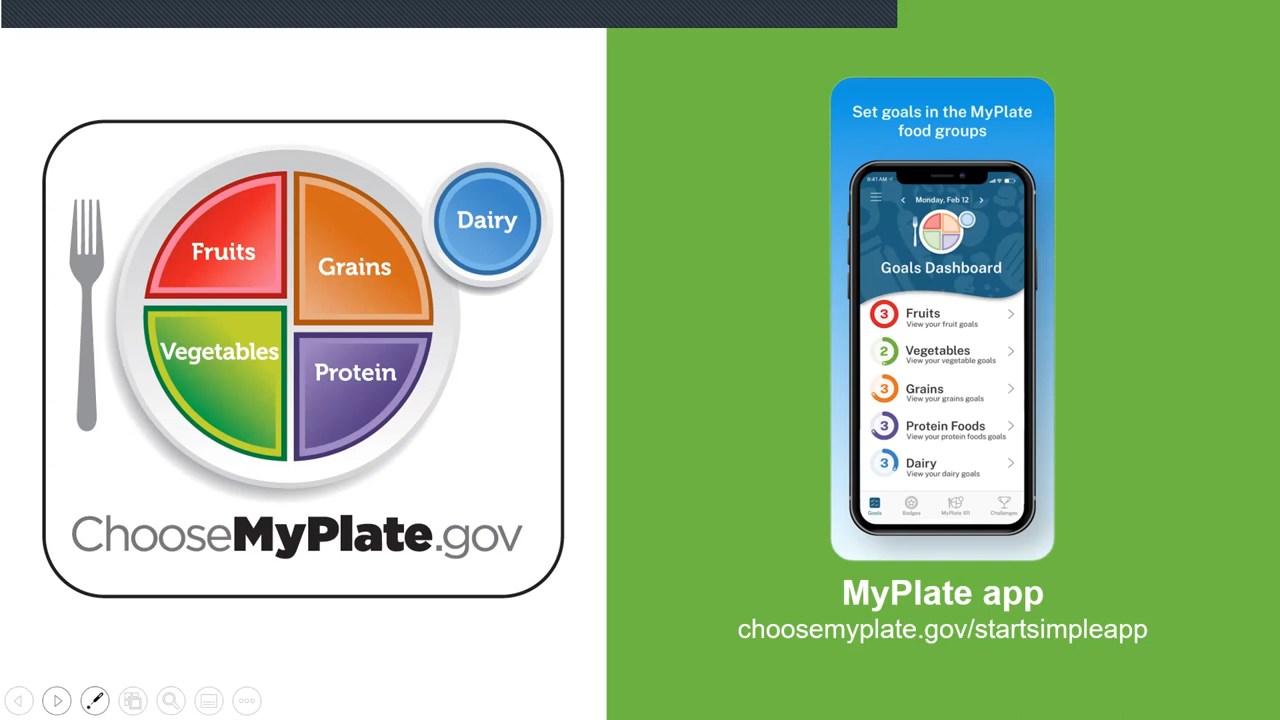 Fruits
Grains
Dairy
Vegetables
Protein
ChooseMyPlate.gov
Set goals in the MyPlate
food groups
9:41 AM
Monday, Feb 12
Goals Dashboard
3 Fruits
View your fruit goals
2 Vegetables
View your vegetable goals
3 Grains
View your grains goals
3 Protein Foods
View your protein foods goals
3 Dairy
View your dairy goals
Goals Badges MyPlate 101 Challenges
MyPlate app
choosemyplate.gov/startsimpleapp